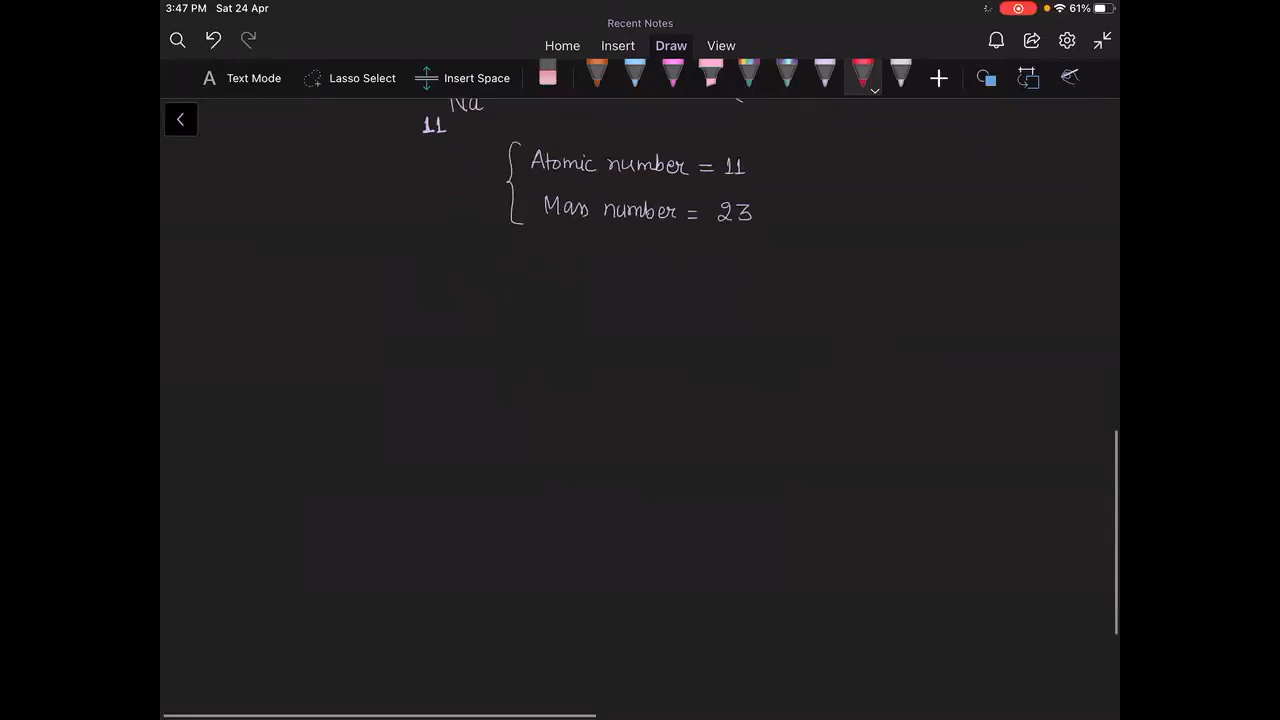 3:47 PM Sat 24 Apr
61%
Recent Notes
Home Insert Draw View
A Text Mode Lasso Select Insert Space
Na
11
Atomic number = 11
Mass number = 23